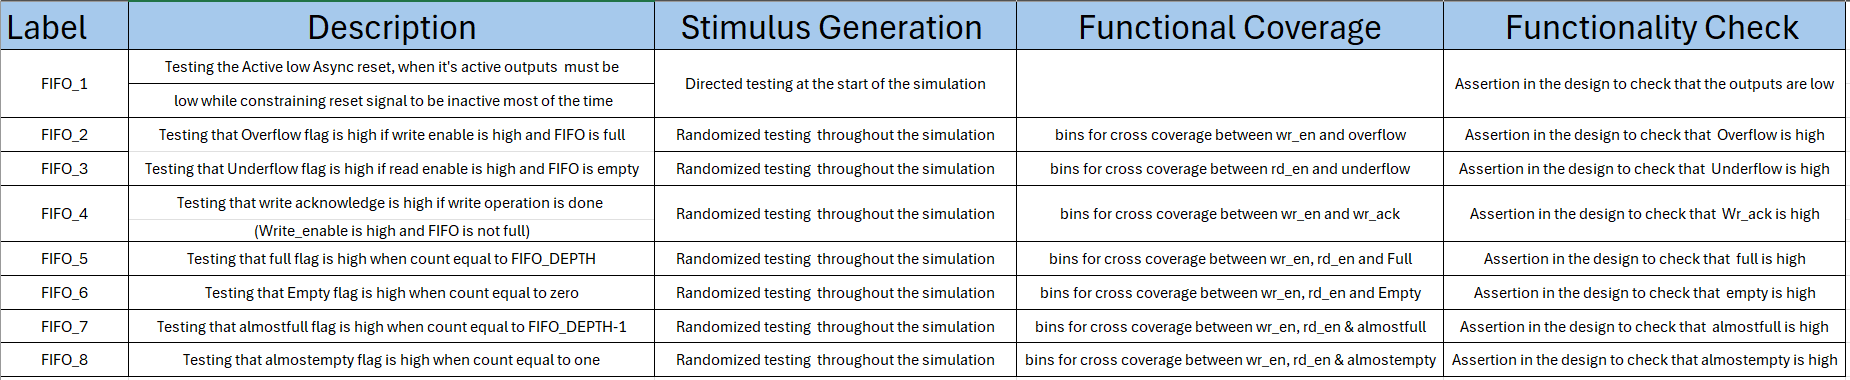 Label Description Stimulus Generation Functional Coverage Functionality Check
FIFO_1 Testing the Active low Async reset, when it's active outputs must be Directed testing at the start of the simulation Assertion in the design to check that the outputs are low
low while constraining reset signal to be inactive most of the time
FIFO_2 Testing that Overflow flag is high if write enable is high and FIFO is full Randomized testing throughout the simulation bins for cross coverage between wr_en and overflow Assertion in the design to check that Overflow is high
FIFO_3 Testing that Underflow flag is high if read enable is high and FIFO is empty Randomized testing throughout the simulation bins for cross coverage between rd_en and underflow Assertion in the design to check that Underflow is high
FIFO_4 Testing that write acknowledge is high if write operation is done Randomized testing throughout the simulation bins for cross coverage between wr_en and wr_ack Assertion in the design to check that Wr_ack is high
(Write_enable is high and FIFO is not full)
FIFO_5 Testing that full flag is high when count equal to FIFO_DEPTH Randomized testing throughout the simulation bins for cross coverage between wr_en, rd_en and Full Assertion in the design to check that full is high
FIFO_6 Testing that Empty flag is high when count equal to zero Randomized testing throughout the simulation bins for cross coverage between wr_en, rd_en and Empty Assertion in the design to check that empty is high
FIFO_7 Testing that almostfull flag is high when count equal to FIFO_DEPTH-1 Randomized testing throughout the simulation bins for cross coverage between wr_en, rd_en & almostfull Assertion in the design to check that almostfull is high
FIFO_8 Testing that almostempty flag is high when count equal to one Randomized testing throughout the simulation bins for cross coverage between wr_en, rd_en & almostempty Assertion in the design to check that almostempty is high